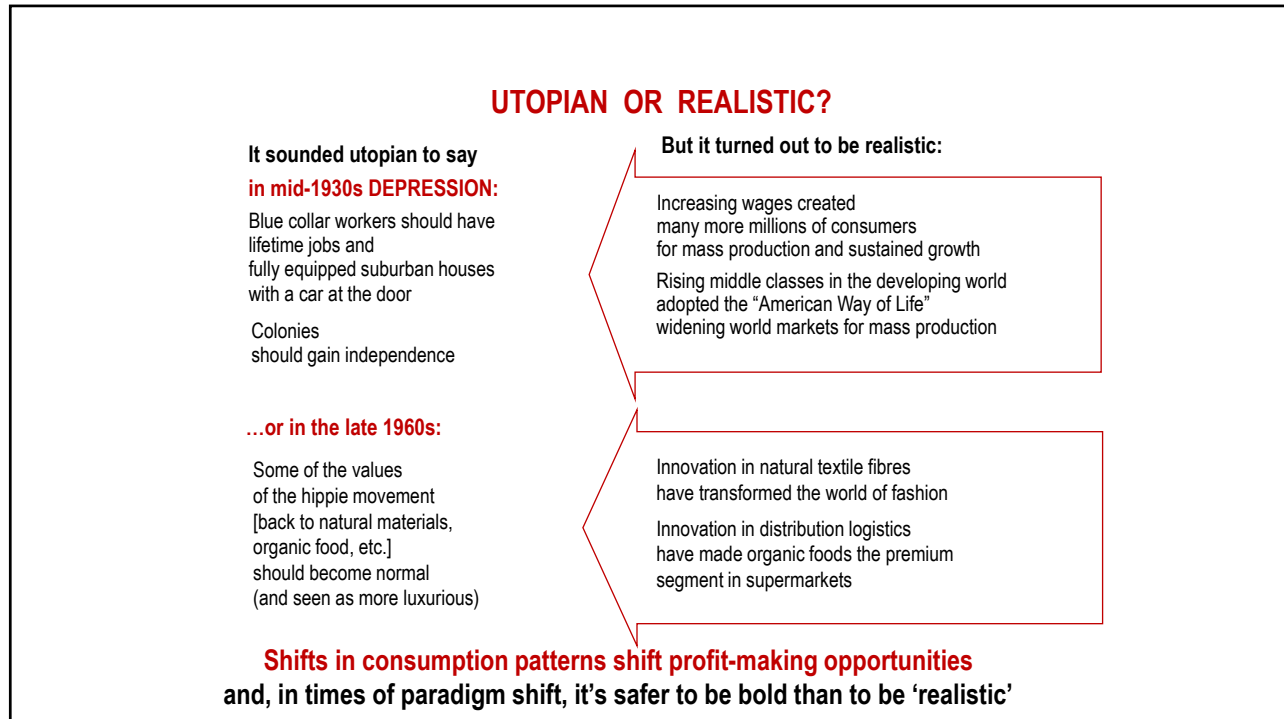 UTOPIAN OR REALISTIC?
It sounded utopian to say
in mid-1930s DEPRESSION:
Blue collar workers should have
lifetime jobs and
fully equipped suburban houses
with a car at the door
Colonies
should gain independence
But it turned out to be realistic:
Increasing wages created
many more millions of consumers
for mass production and sustained growth
Rising middle classes in the developing world
adopted the “American Way of Life”
widening world markets for mass production
…or in the late 1960s:
Some of the values
of the hippie movement
[back to natural materials,
organic food, etc.]
should become normal
(and seen as more luxurious)
Innovation in natural textile fibres
have transformed the world of fashion
Innovation in distribution logistics
have made organic foods the premium
segment in supermarkets
Shifts in consumption patterns shift profit-making opportunities
and, in times of paradigm shift, it’s safer to be bold than to be ‘realistic’